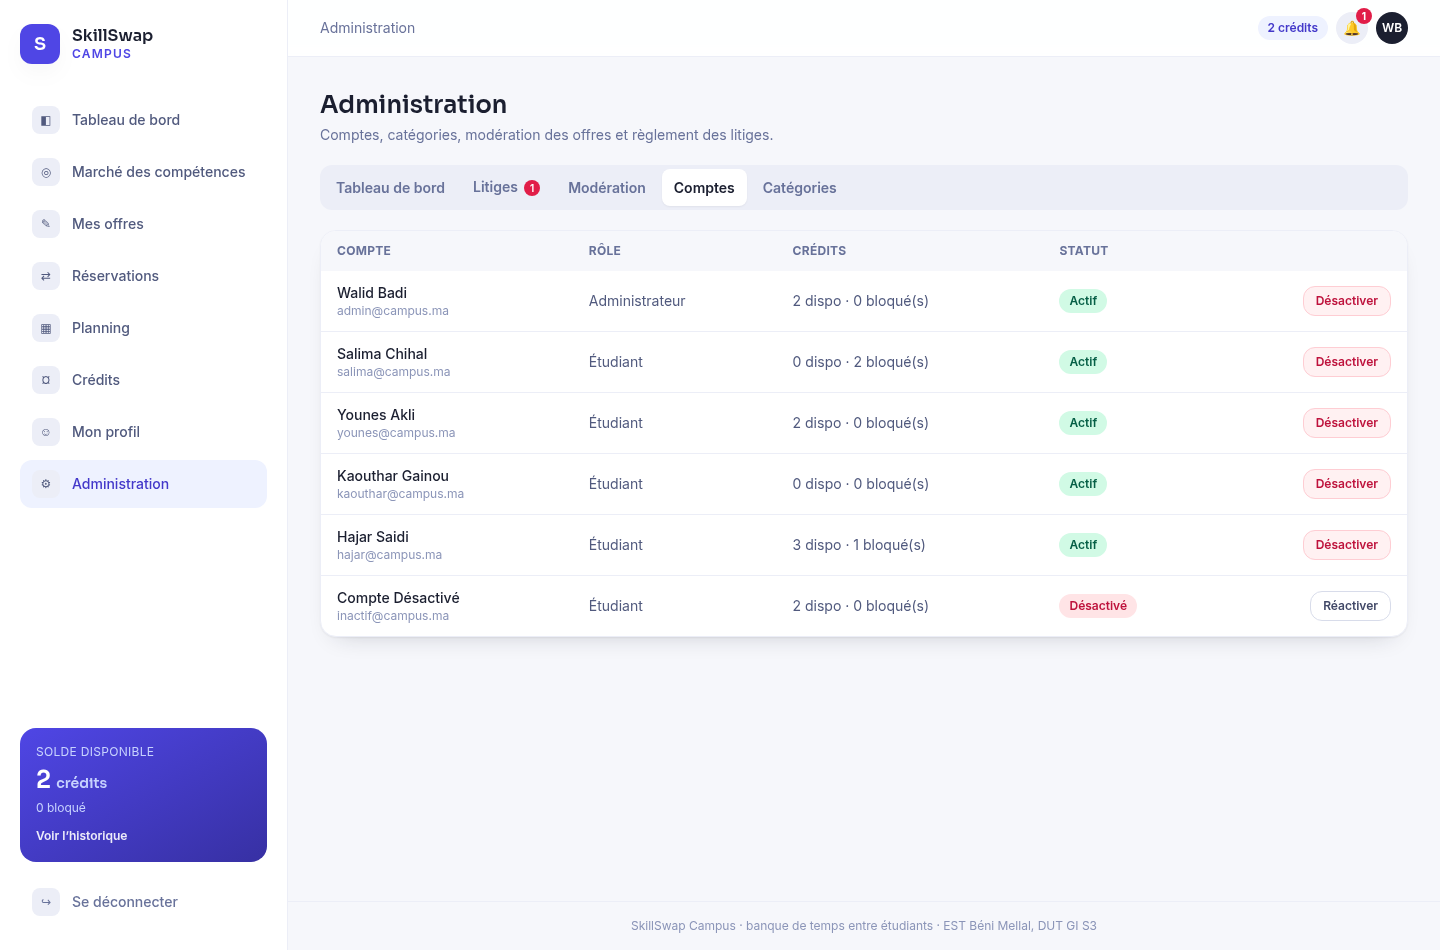 S
SkillSwap
CAMPUS
Tableau de bord
Marché des compétences
Mes offres
Réservations
Planning
Crédits
Mon profil
Administration
SOLDE DISPONIBLE
2 crédits
0 bloqué
Voir l'historique
Se déconnecter
Administration
2 crédits
1
WB
Administration
Comptes, catégories, modération des offres et règlement des litiges.
Tableau de bord Litiges 1 Modération Comptes Catégories
COMPTE RÔLE CRÉDITS STATUT
Walid Badi
admin@campus.ma
Administrateur 2 dispo · 0 bloqué(s) Actif Désactiver
Salima Chihal
salima@campus.ma
Étudiant 0 dispo · 2 bloqué(s) Actif Désactiver
Younes Akli
younes@campus.ma
Étudiant 2 dispo · 0 bloqué(s) Actif Désactiver
Kaouthar Gainou
kaouthar@campus.ma
Étudiant 0 dispo · 0 bloqué(s) Actif Désactiver
Hajar Saidi
hajar@campus.ma
Étudiant 3 dispo · 1 bloqué(s) Actif Désactiver
Compte Désactivé
inactif@campus.ma
Étudiant 2 dispo · 0 bloqué(s) Désactivé Réactiver
SkillSwap Campus · banque de temps entre étudiants · EST Béni Mellal, DUT GI S3